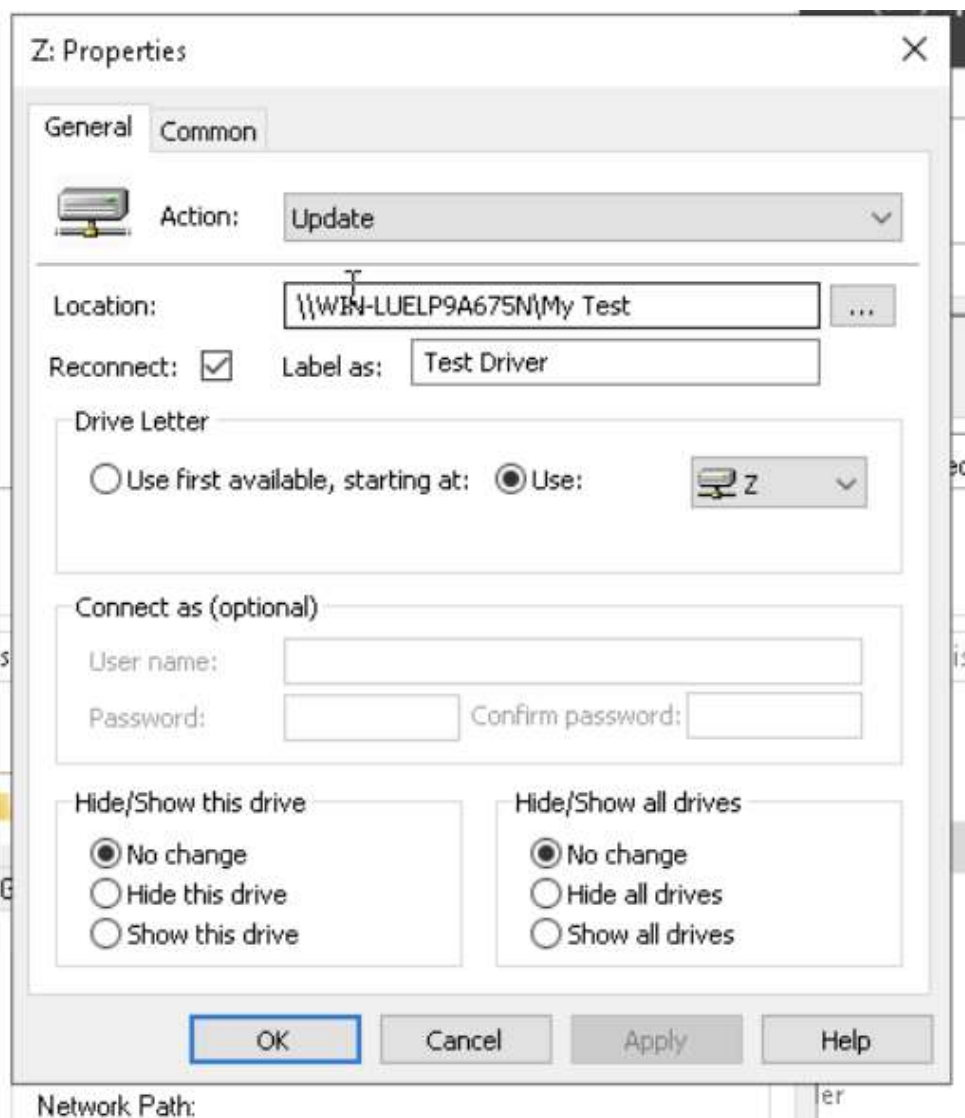 Z: Properties
General Common
Action: Update
Location: \\WIN-LUELP9A675N\My Test ...
Reconnect: Label as: Test Driver
Drive Letter
Use first available, starting at: Use: Z
Connect as (optional)
User name:
Password: Confirm password:
Hide/Show this drive Hide/Show all drives
No change No change
Hide this drive Hide all drives
Show this drive Show all drives
OK Cancel Apply Help
Network Path: